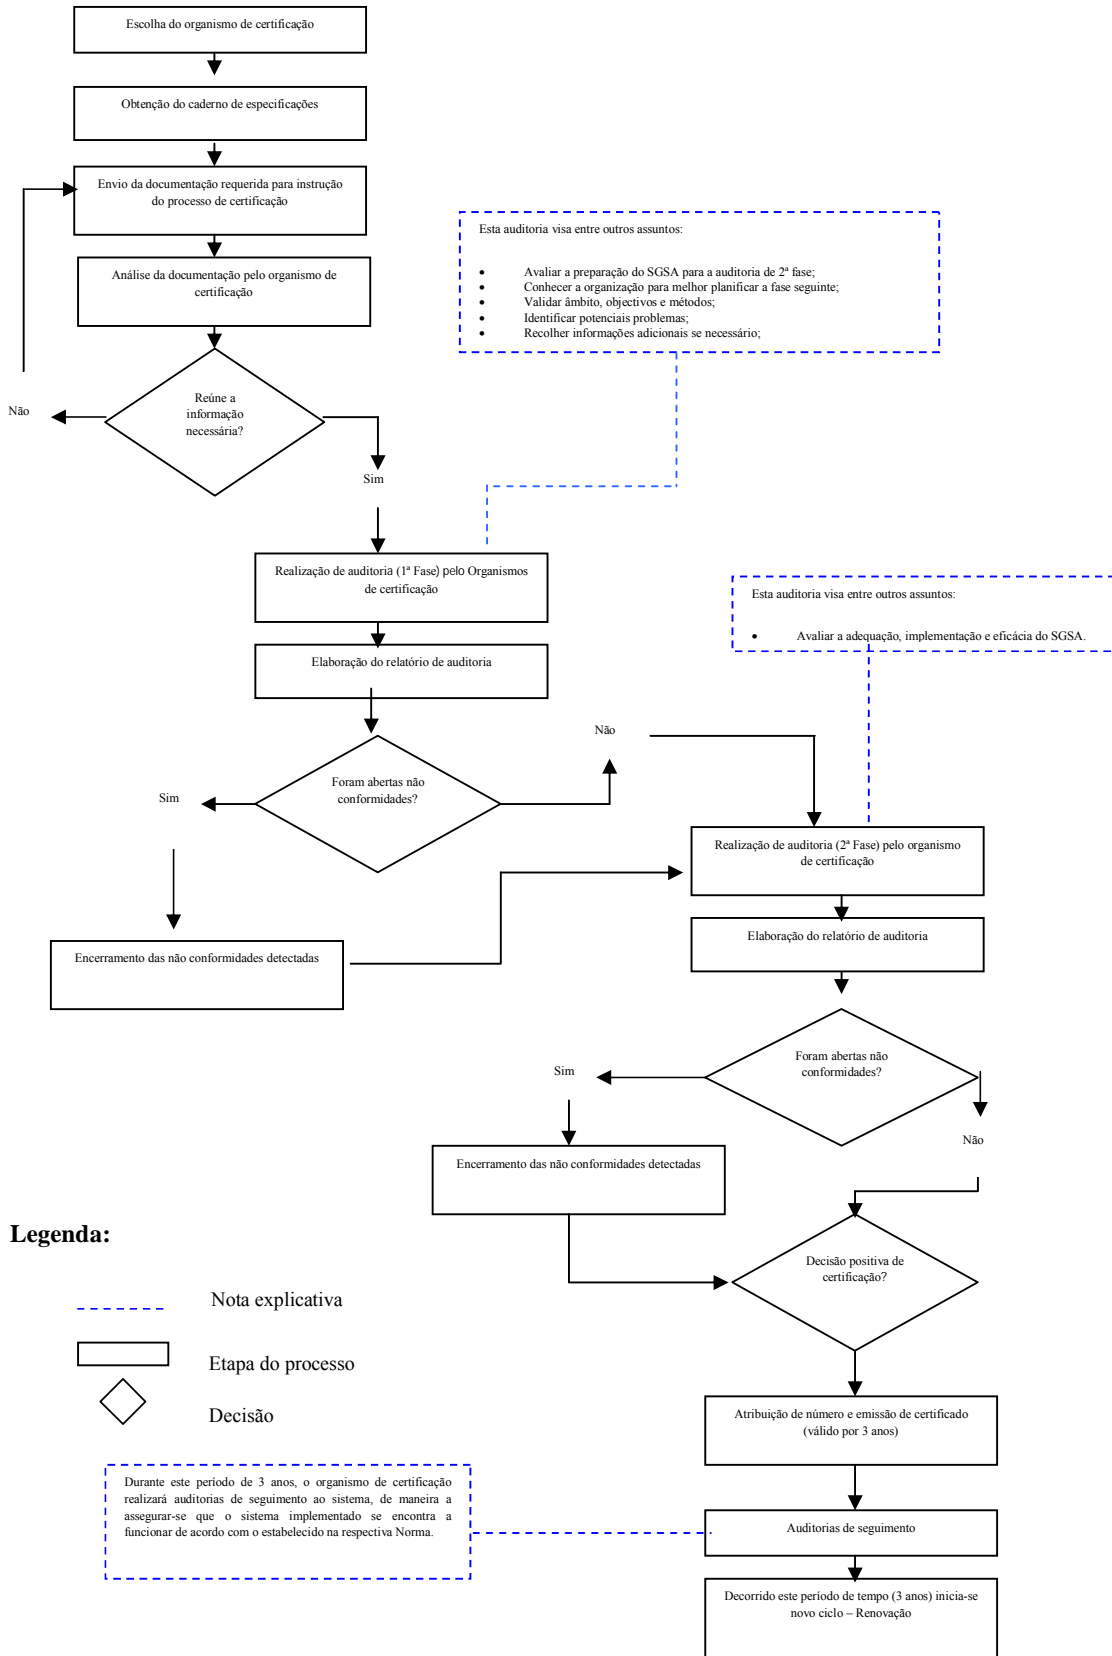 Escolha do organismo de certificação
Obtenção do caderno de especificações
Envio da documentação requerida para instrução
do processo de certificação
Análise da documentação pelo organismo de
certificação
Reúne a
informação
necessária?
Não
Sim
Esta auditoria visa entre outros assuntos:
• Avaliar a preparação do SGSA para a auditoria de 2ª fase;
• Conhecer a organização para melhor planificar a fase seguinte;
• Validar âmbito, objectivos e métodos;
• Identificar potenciais problemas;
• Recolher informações adicionais se necessário;
Realização de auditoria (1ª Fase) pelo Organismos
de certificação
Elaboração do relatório de auditoria
Foram abertas não
conformidades?
Sim
Não
Esta auditoria visa entre outros assuntos:
• Avaliar a adequação, implementação e eficácia do SGSA.
Encerramento das não conformidades detectadas
Realização de auditoria (2ª Fase) pelo organismo
de certificação
Elaboração do relatório de auditoria
Foram abertas não
conformidades?
Sim
Não
Encerramento das não conformidades detectadas
Decisão positiva de
certificação?
Atribuição de número e emissão de certificado
(válido por 3 anos)
Auditorias de seguimento
Decorrido este período de tempo (3 anos) inicia-se
novo ciclo – Renovação
Legenda:
Nota explicativa
Etapa do processo
Decisão
Durante este período de 3 anos, o organismo de certificação
realizará auditorias de seguimento ao sistema, de maneira a
assegurar-se que o sistema implementado se encontra a
funcionar de acordo com o estabelecido na respectiva Norma.